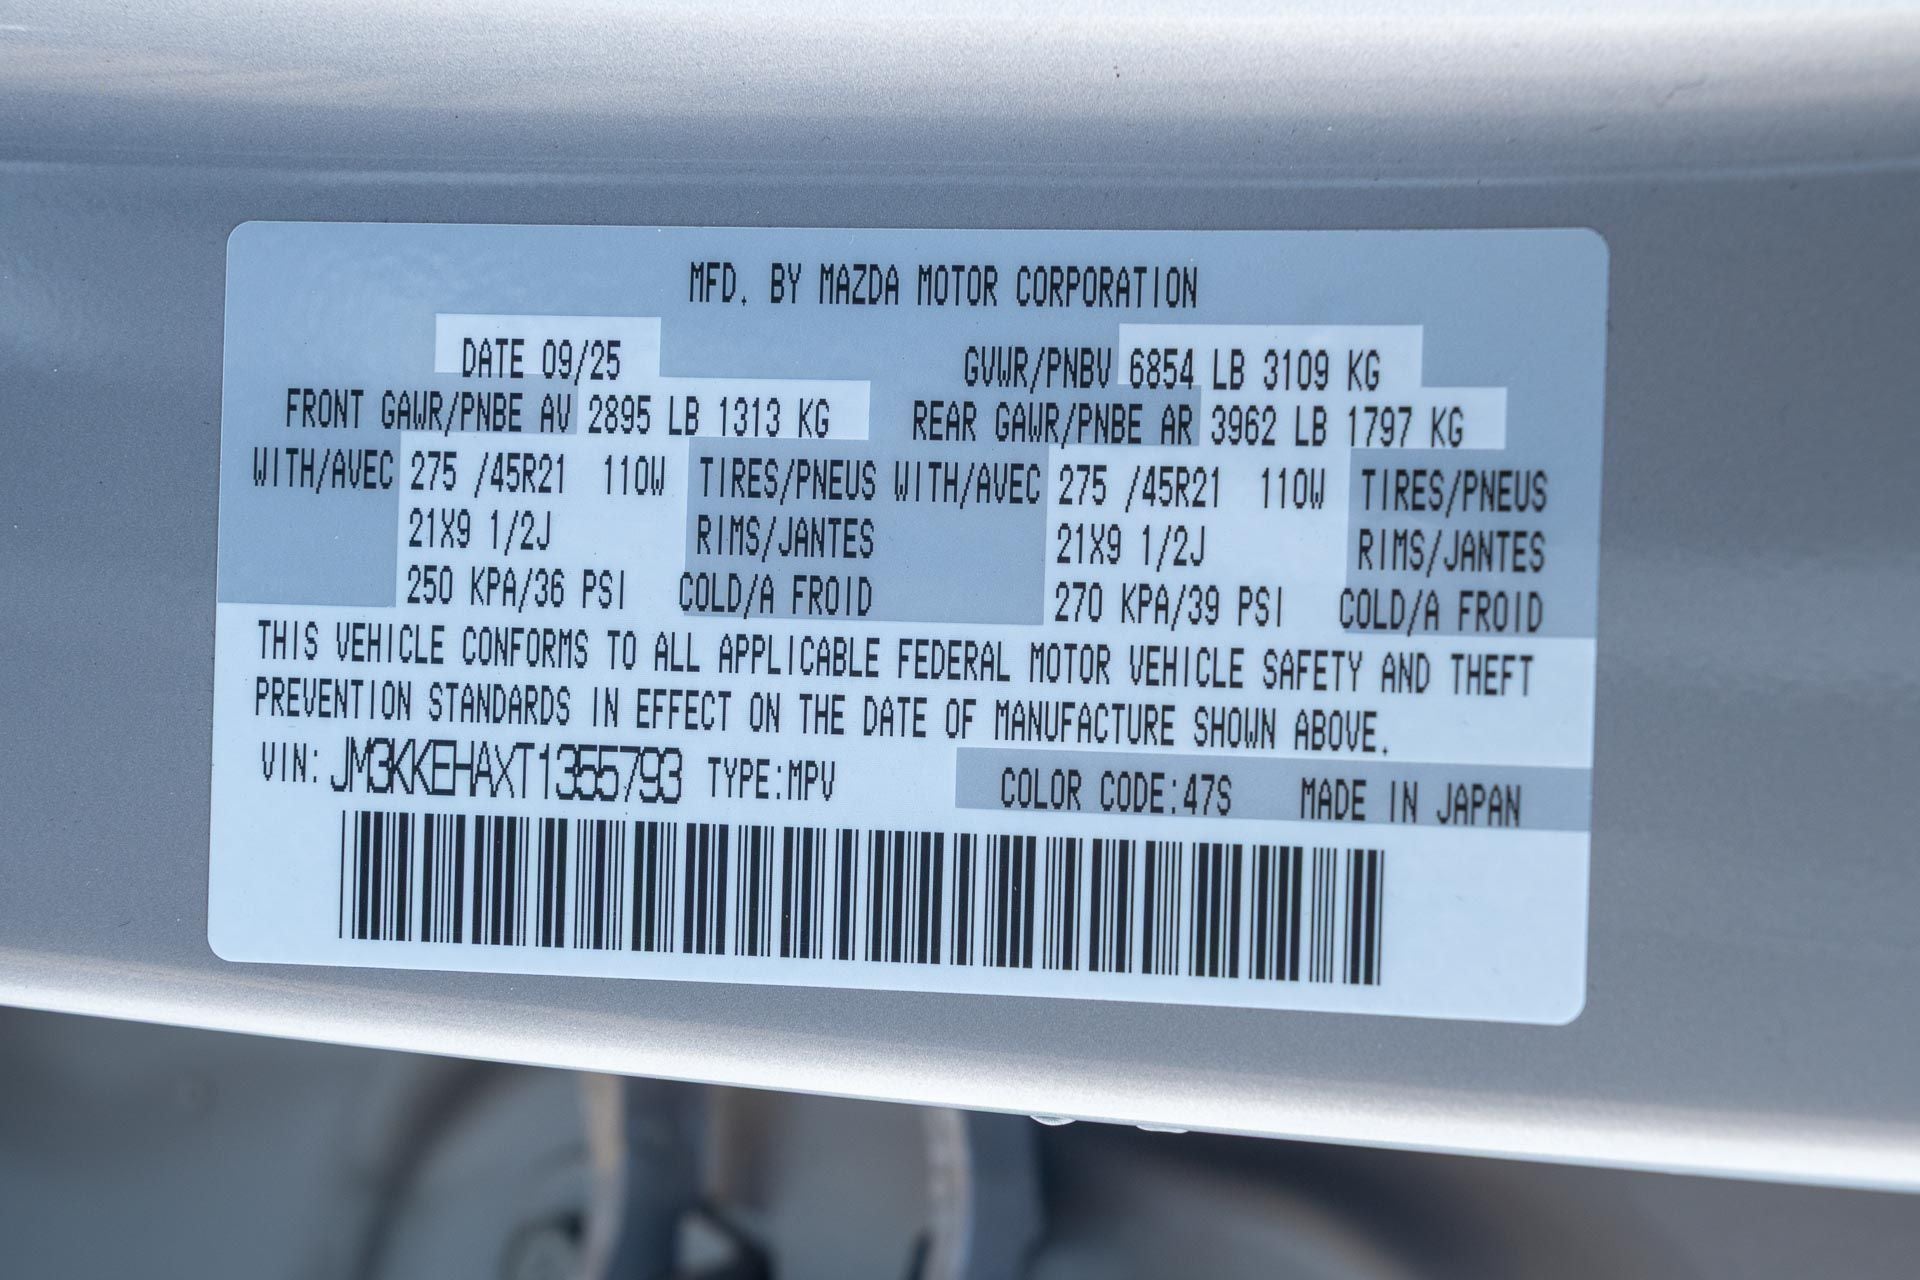 MFD. BY MAZDA MOTOR CORPORATION
DATE 09/25 GVWR/PNBV 6854 LB 3109 KG
FRONT GAWR/PNBE AV 2895 LB 1313 KG REAR GAWR/PNBE AR 3962 LB 1797 KG
WITH/AVEC 275 /45R21 110W TIRES/PNEUS WITH/AVEC 275 /45R21 110W TIRES/PNEUS
21X9 1/2J RIMS/JANTES 21X9 1/2J RIMS/JANTES
250 KPA/36 PSI COLD/A FROID 270 KPA/39 PSI COLD/A FROID
THIS VEHICLE CONFORMS TO ALL APPLICABLE FEDERAL MOTOR VEHICLE SAFETY AND THEFT
PREVENTION STANDARDS IN EFFECT ON THE DATE OF MANUFACTURE SHOWN ABOVE.
VIN: JM3KKEHAXT1355793 TYPE:MPV COLOR CODE:47S MADE IN JAPAN